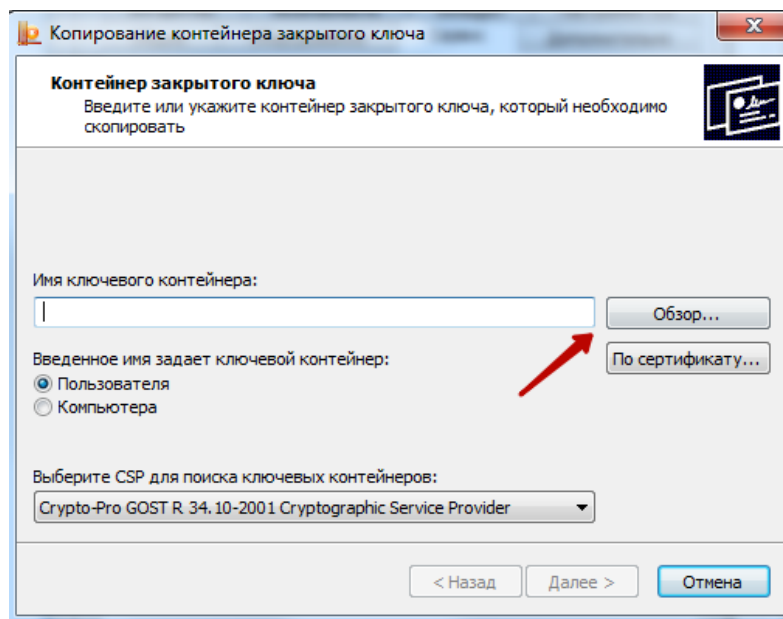 Копирование контейнера закрытого ключа
Контейнер закрытого ключа
Введите или укажите контейнер закрытого ключа, который необходимо
скопировать
Имя ключевого контейнера:
Обзор...
Введенное имя задает ключевой контейнер:
По сертификату...
Пользователя
Компьютера
Выберите CSP для поиска ключевых контейнеров:
Crypto-Pro GOST R 34.10-2001 Cryptographic Service Provider
< Назад
Далее >
Отмена